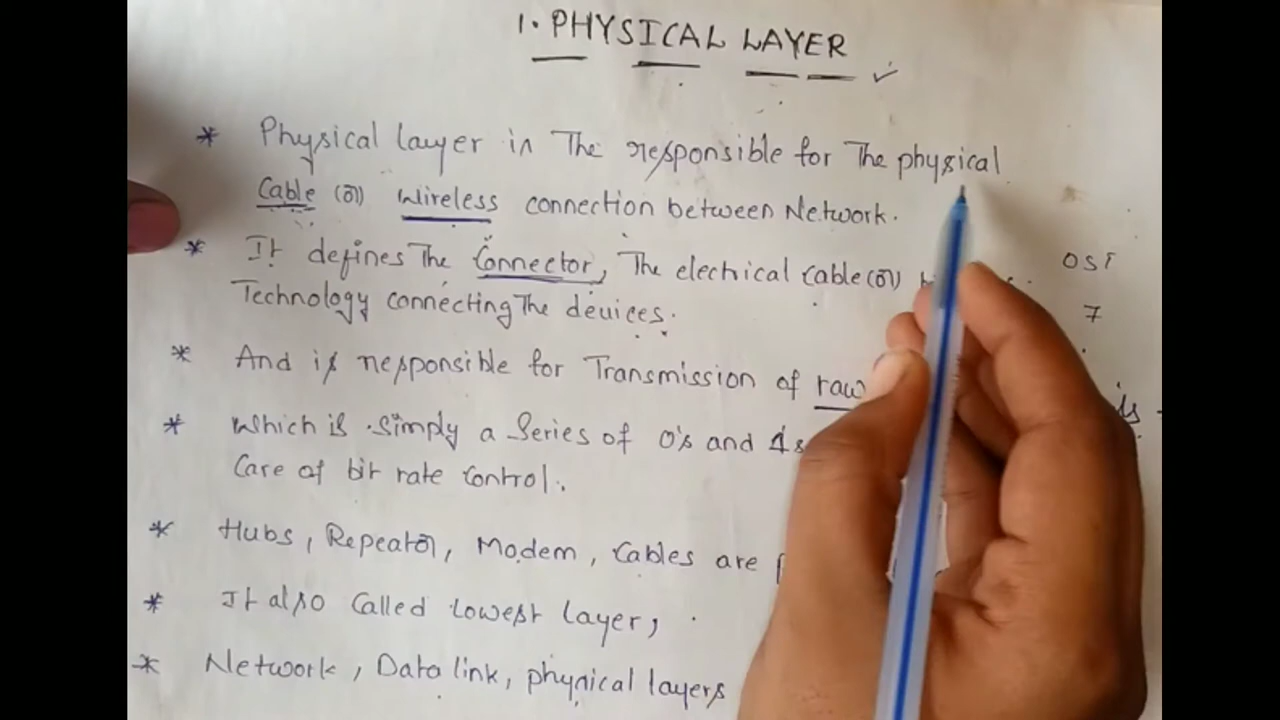 1. PHYSICAL LAYER
* Physical layer in The responsible for The physical
Cable (or) Wireless connection between Network.
* It defines The Connector, The electrical cable (or)
Technology connecting The devices.
* And is responsible for Transmission of raw
* Which is simply a Series of 0's and 1s
Care of bit rate control.
* Hubs, Repeator, Modem, Cables are
* It also Called Lowest layer,
* Network, Data link, physical layers
OSI
7